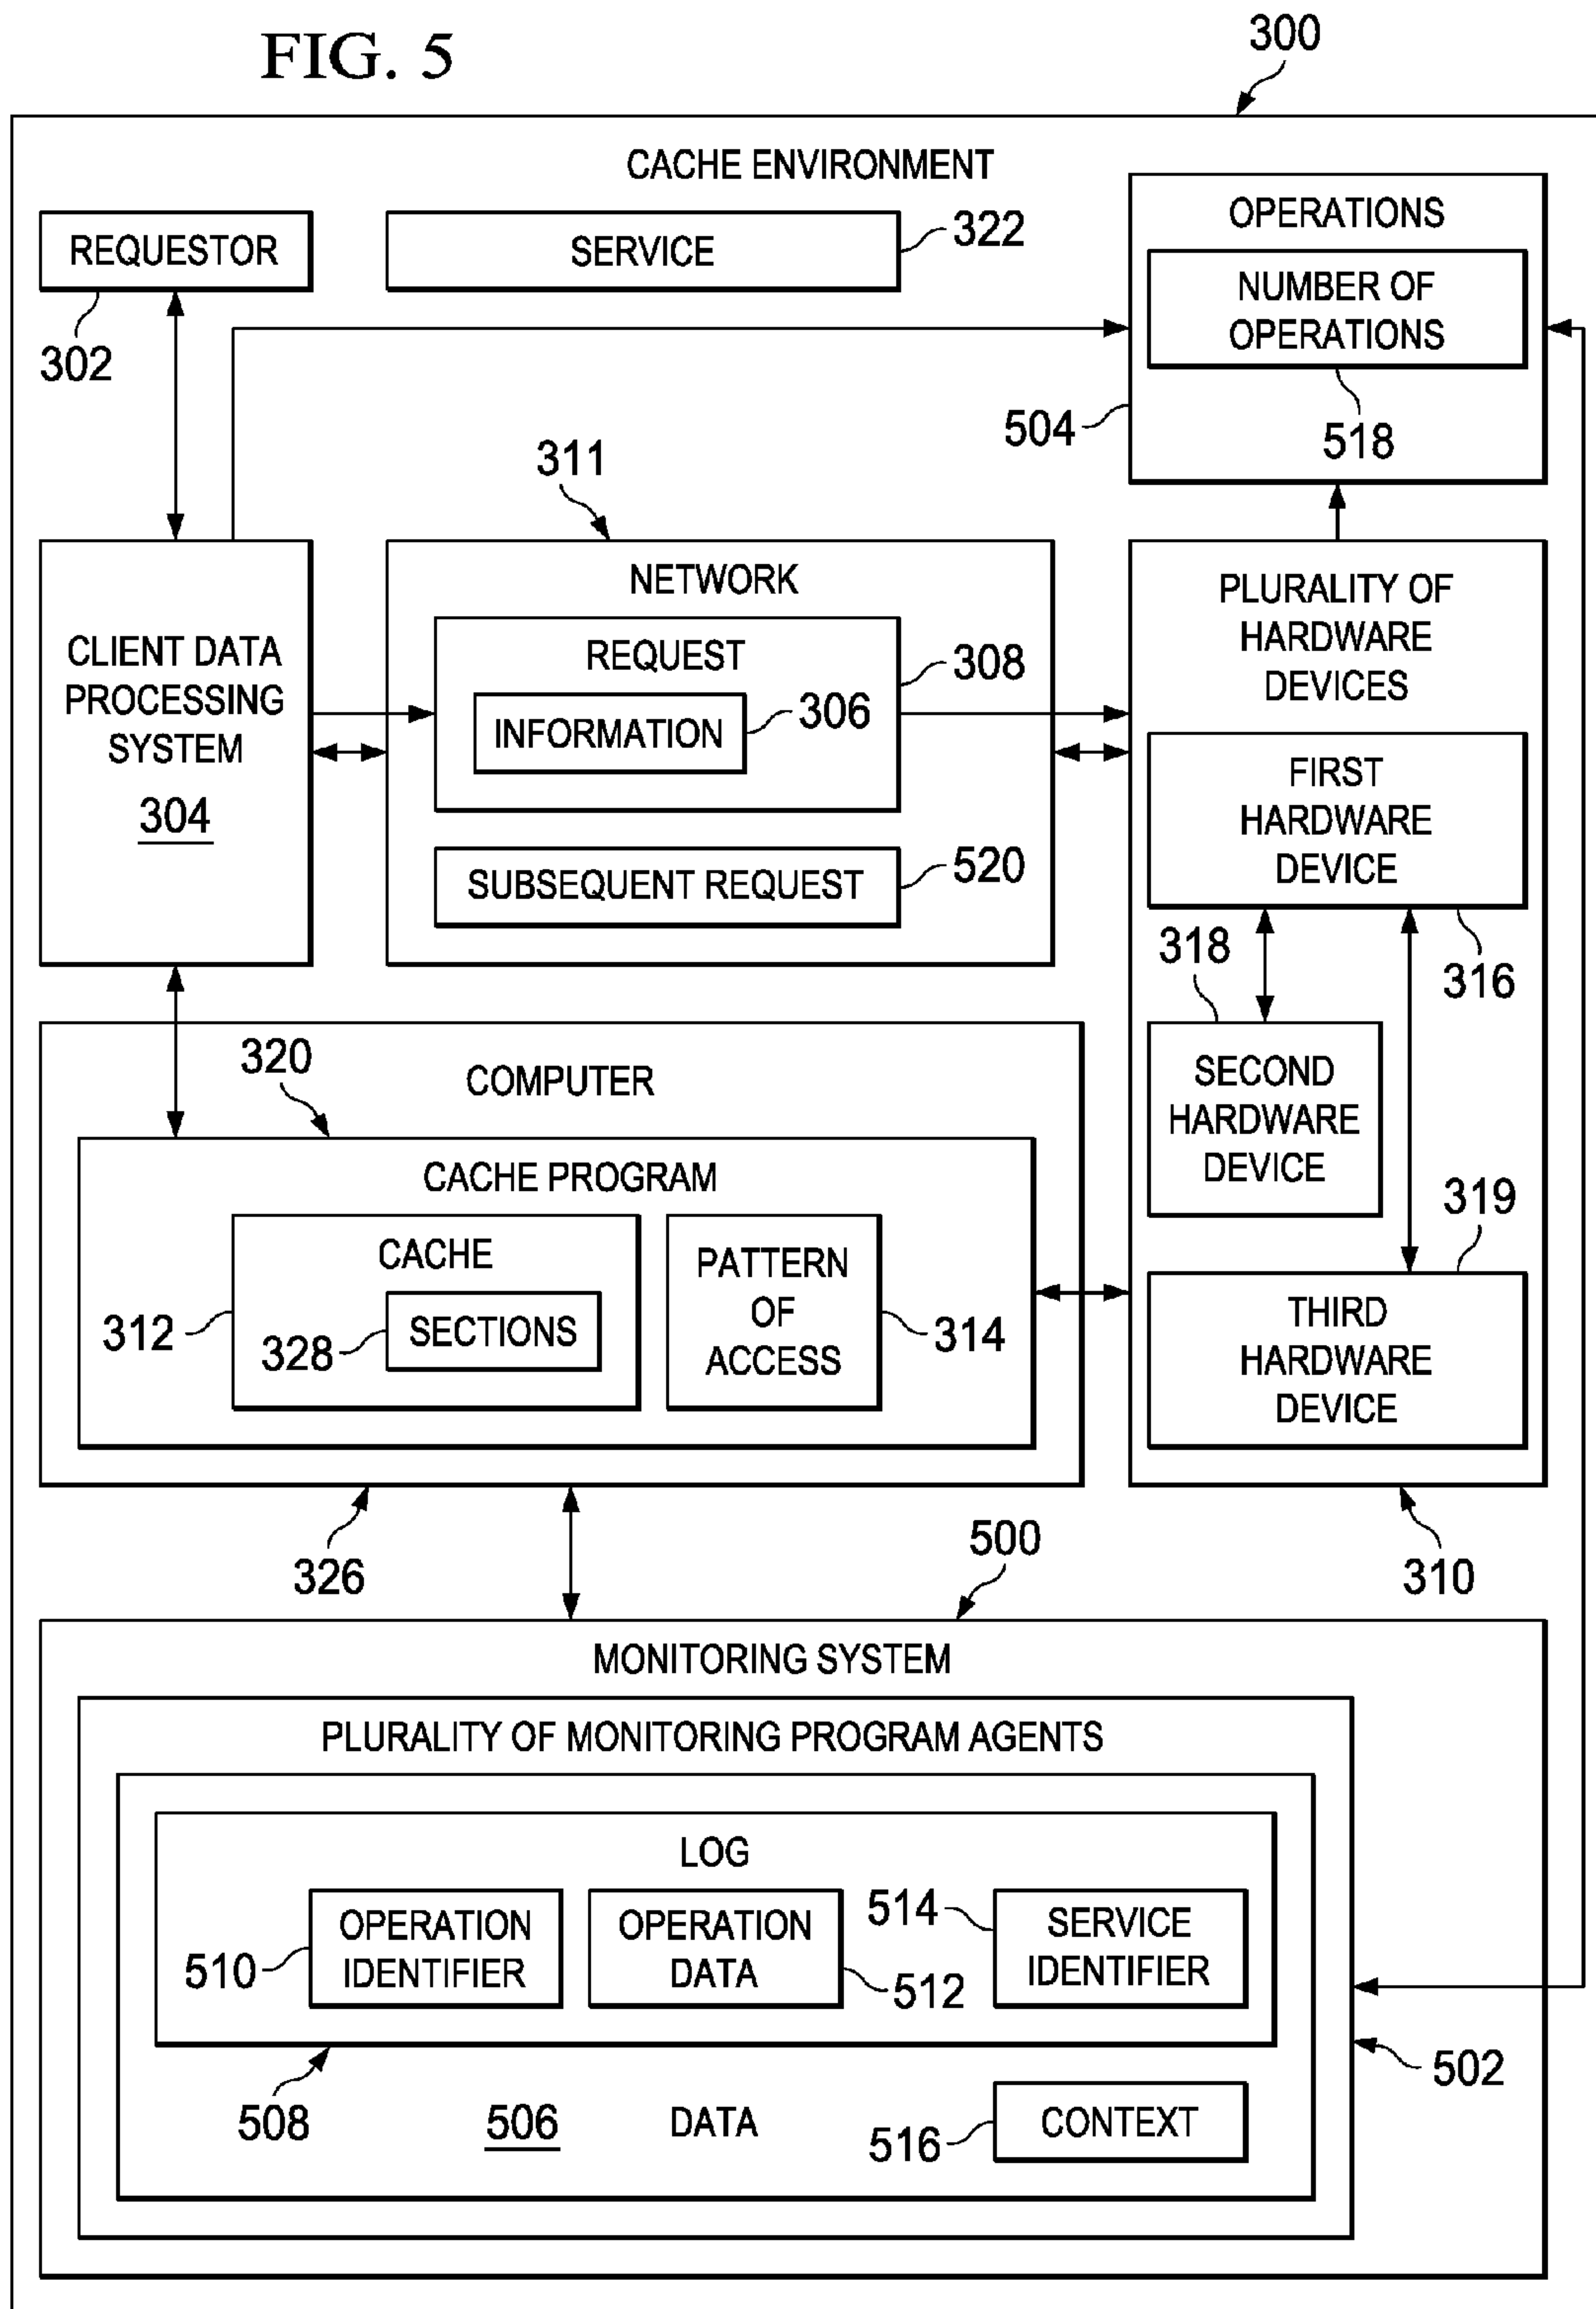 FIG. 5
300
CACHE ENVIRONMENT
REQUESTOR
302
SERVICE
322
OPERATIONS
NUMBER OF
OPERATIONS
504
518
311
NETWORK
REQUEST
308
INFORMATION
306
SUBSEQUENT REQUEST
520
CLIENT DATA
PROCESSING
SYSTEM
304
PLURALITY OF
HARDWARE
DEVICES
FIRST
HARDWARE
DEVICE
316
318
SECOND
HARDWARE
DEVICE
319
THIRD
HARDWARE
DEVICE
310
320
COMPUTER
CACHE PROGRAM
CACHE
312
328
SECTIONS
PATTERN
OF
ACCESS
314
326
500
MONITORING SYSTEM
PLURALITY OF MONITORING PROGRAM AGENTS
LOG
510
OPERATION
IDENTIFIER
OPERATION
DATA
512
514
SERVICE
IDENTIFIER
502
508
506
DATA
516
CONTEXT